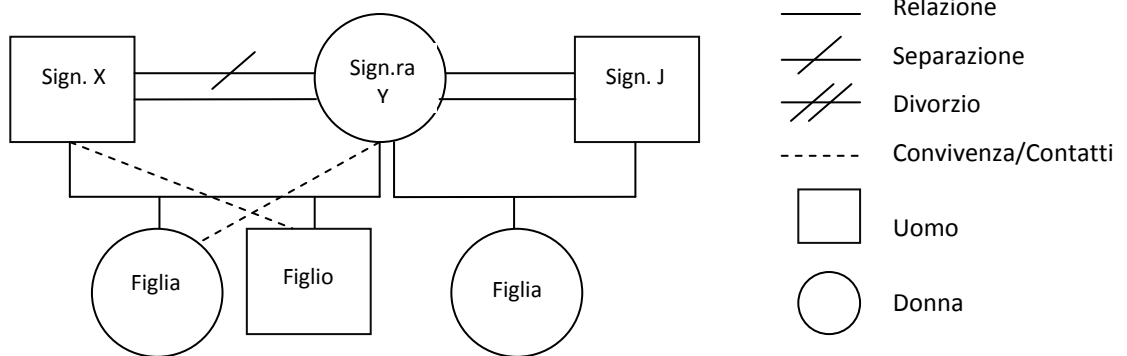 Relazione
Sign. X
Sign.ra
Y
Sign. J
Separazione
Divorzio
Convivenza/Contatti
Uomo
Figlia
Figlio
Figlia
Donna